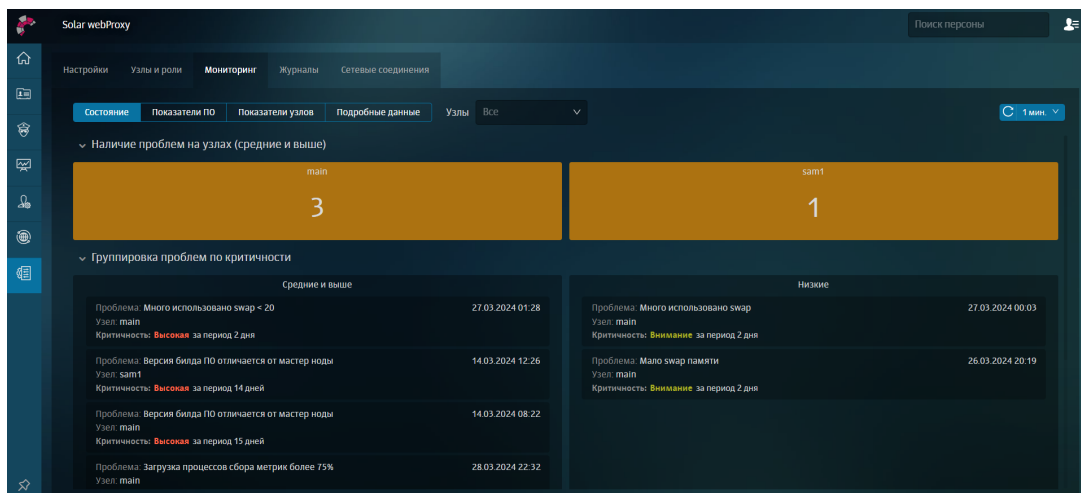 Solar webProxy
Поиск персоны
Настройки Узлы и роли Мониторинг Журналы Сетевые соединения
Состояние Показатели ПО Показатели узлов Подробные данные Узлы Все 1 мин.
Наличие проблем на узлах (средние и выше)
main
3
sam1
1
Группировка проблем по критичности
Средние и выше
Проблема: Много использовано swap < 20 27.03.2024 01:28
Узел: main
Критичность: Высокая за период 2 дня
Проблема: Версия билда ПО отличается от мастер ноды 14.03.2024 12:26
Узел: sam1
Критичность: Высокая за период 14 дней
Проблема: Версия билда ПО отличается от мастер ноды 14.03.2024 08:22
Узел: main
Критичность: Высокая за период 15 дней
Проблема: Загрузка процессов сбора метрик более 75% 28.03.2024 22:32
Узел: main
Низкие
Проблема: Много использовано swap 27.03.2024 00:03
Узел: main
Критичность: Внимание за период 2 дня
Проблема: Мало swap памяти 26.03.2024 20:19
Узел: main
Критичность: Внимание за период 2 дня